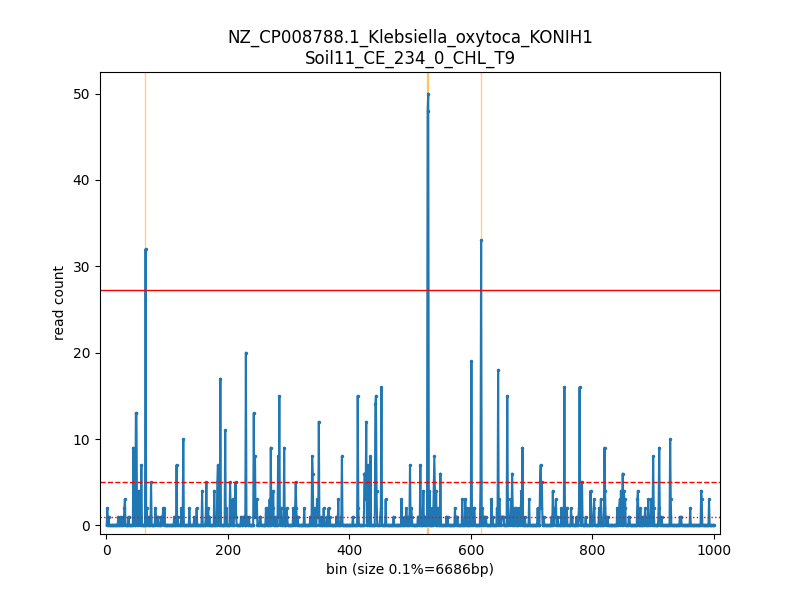 NZ_CP008788.1_Klebsiella_oxytoca_KONIH1
Soil11_CE_234_0_CHL_T9
50
40
30
20
10
0
read count
0 200 400 600 800 1000
bin (size 0.1%=6686bp)